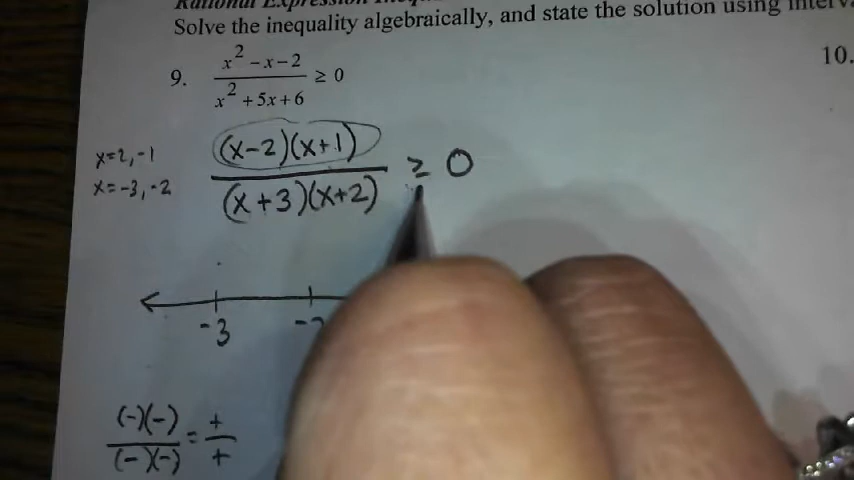 Solve the inequality algebraically, and state the solution using
10.
9. x^2 - x - 2 / x^2 + 5x + 6 ≥ 0
(x-2)(x+1) / (x+3)(x+2) ≥ 0
x=2,-1
x=-3,-2
-3
(-)(-) / (-)(-) = + / +